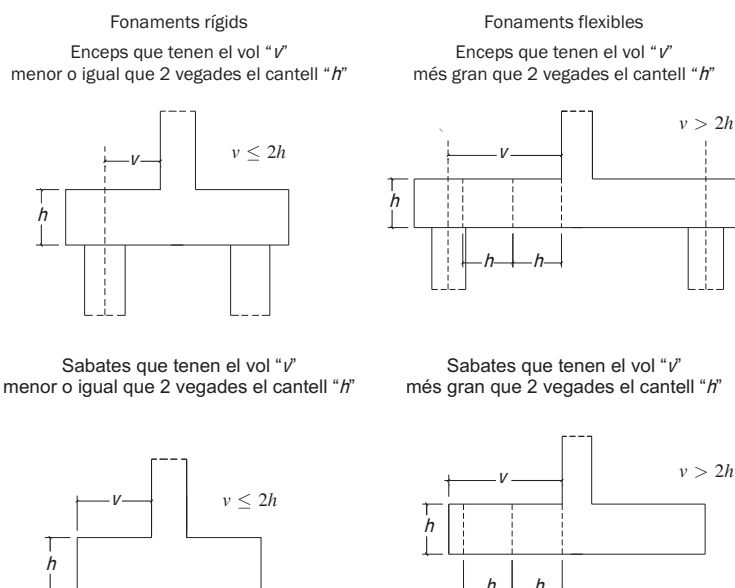 Fonaments rígids
Enceps que tenen el vol “v”
menor o igual que 2 vegades el cantell “h”
v
v ≤ 2h
h
Fonaments flexibles
Enceps que tenen el vol “v”
més gran que 2 vegades el cantell “h”
v > 2h
v
h
h
h
Sabates que tenen el vol “v”
menor o igual que 2 vegades el cantell “h”
v
v ≤ 2h
h
Sabates que tenen el vol “v”
més gran que 2 vegades el cantell “h”
v > 2h
v
h
h
h